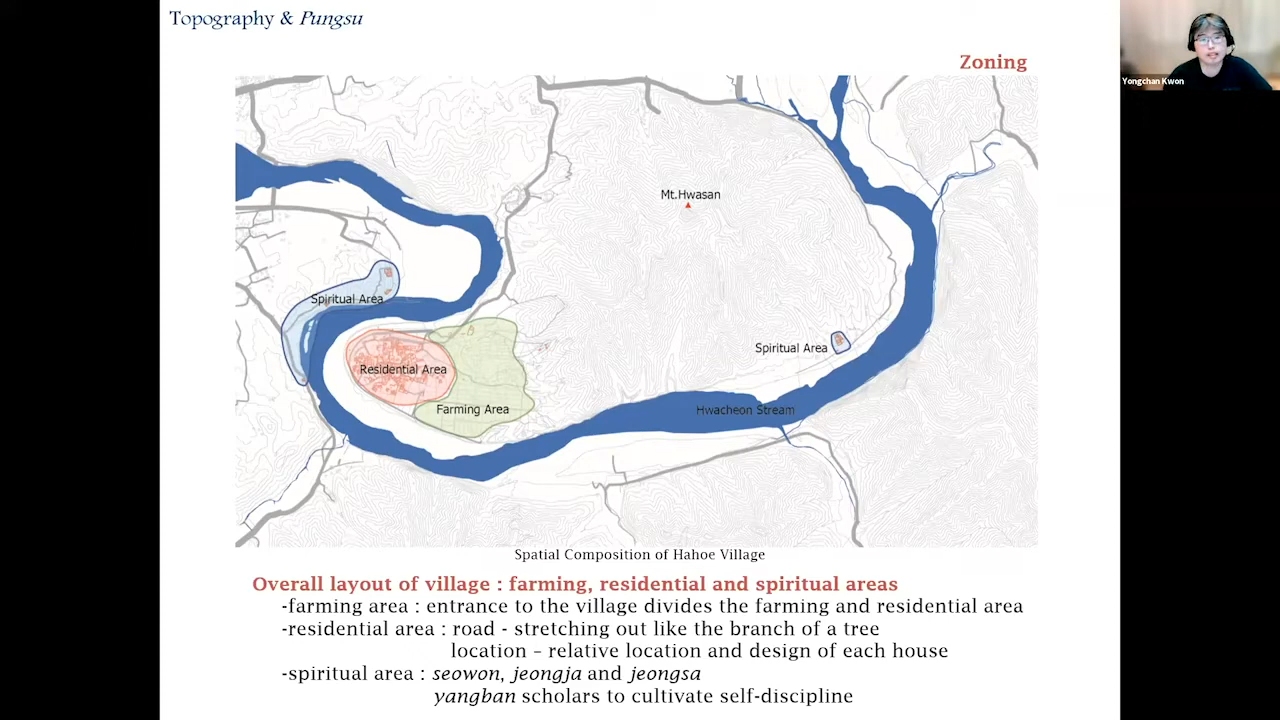 Topography & Pungsu
Yongchan Kwon
Zoning
Mt.Hwasan
Spiritual Area
Spiritual Area
Residential Area
Farming Area
Hwacheon Stream
Spatial Composition of Hahoe Village
Overall layout of village : farming, residential and spiritual areas
-farming area : entrance to the village divides the farming and residential area
-residential area : road - stretching out like the branch of a tree
location – relative location and design of each house
-spiritual area : seowon, jeongja and jeongsa
yangban scholars to cultivate self-discipline